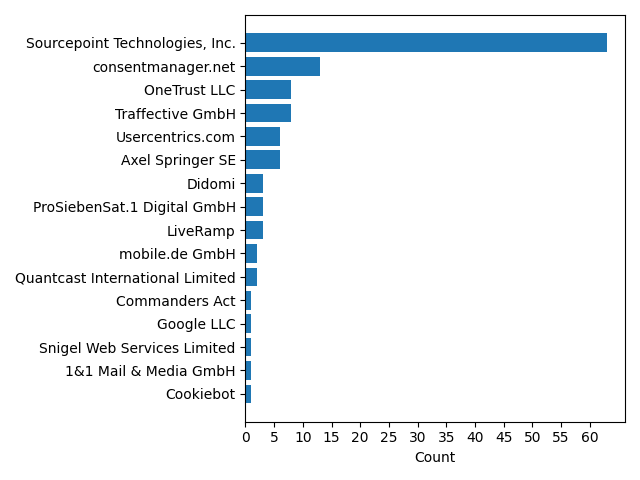 Sourcepoint Technologies, Inc.
consentmanager.net
OneTrust LLC
Traffective GmbH
Usercentrics.com
Axel Springer SE
Didomi
ProSiebenSat.1 Digital GmbH
LiveRamp
mobile.de GmbH
Quantcast International Limited
Commanders Act
Google LLC
Snigel Web Services Limited
1&1 Mail & Media GmbH
Cookiebot
0 5 10 15 20 25 30 35 40 45 50 55 60
Count